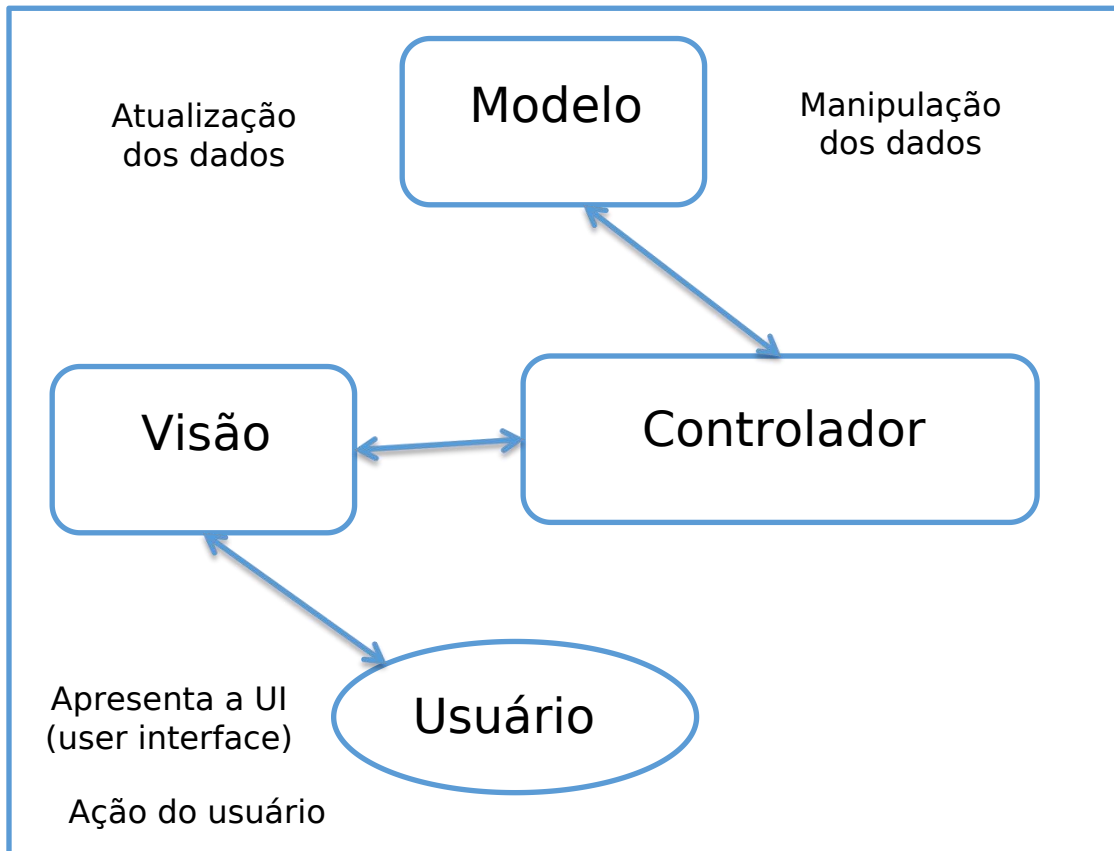 Modelo
Atualização
dos dados
Manipulação
dos dados
Visão
Controlador
Apresenta a UI
(user interface)
Usuário
Ação do usuário